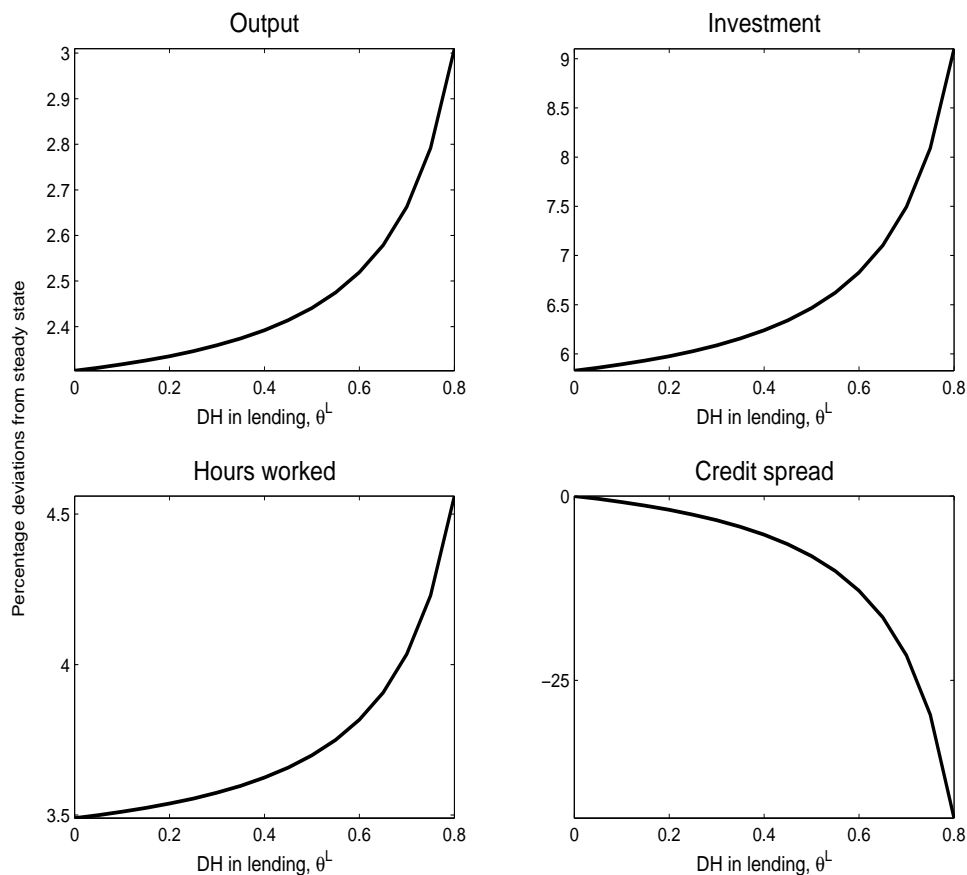 Output
3
2.9
2.8
2.7
2.6
2.5
2.4
0 0.2 0.4 0.6 0.8
DH in lending, θ^L
Investment
9
8.5
8
7.5
7
6.5
6
0 0.2 0.4 0.6 0.8
DH in lending, θ^L
Percentage deviations from steady state
Hours worked
4.5
4
3.5
0 0.2 0.4 0.6 0.8
DH in lending, θ^L
Credit spread
0
−25
0 0.2 0.4 0.6 0.8
DH in lending, θ^L